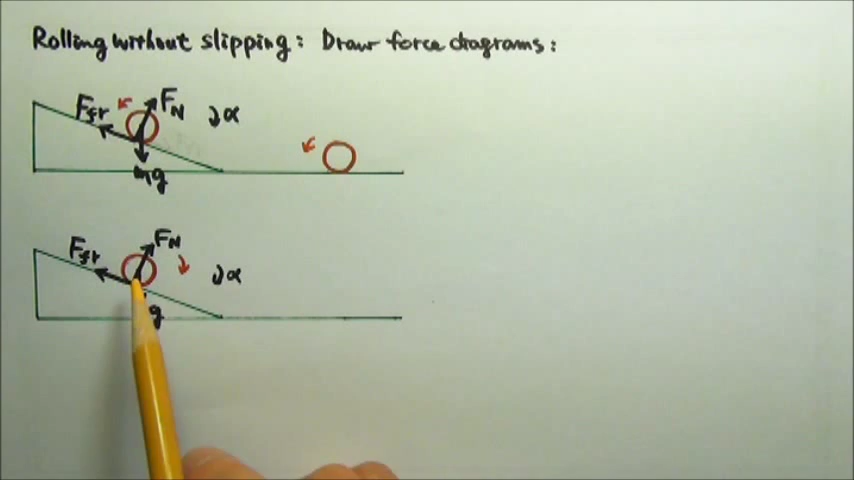 Rolling without slipping: Draw force diagrams:
Ffr FN α
mg
Ffr FN α
g